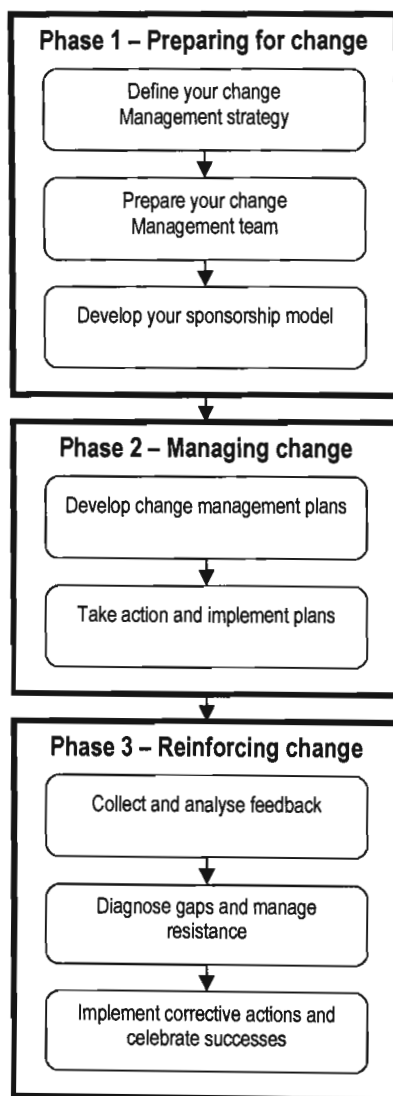 Phase 1 – Preparing for change
Define your change
Management strategy
Prepare your change
Management team
Develop your sponsorship model
Phase 2 – Managing change
Develop change management plans
Take action and implement plans
Phase 3 – Reinforcing change
Collect and analyse feedback
Diagnose gaps and manage
resistance
Implement corrective actions and
celebrate successes